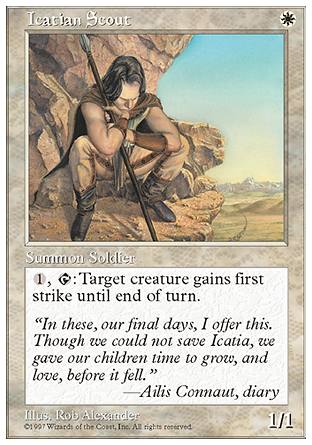 Icatian Scout
Summon Soldier
1, : Target creature gains first
strike until end of turn.
“In these, our final days, I offer this.
Though we could not save Icatia, we
gave our children time to grow, and
love, before it fell.”
—Ailis Connaut, diary
Illus. Rob Alexander
©1997 Wizards of the Coast, Inc. All rights reserved.
1/1